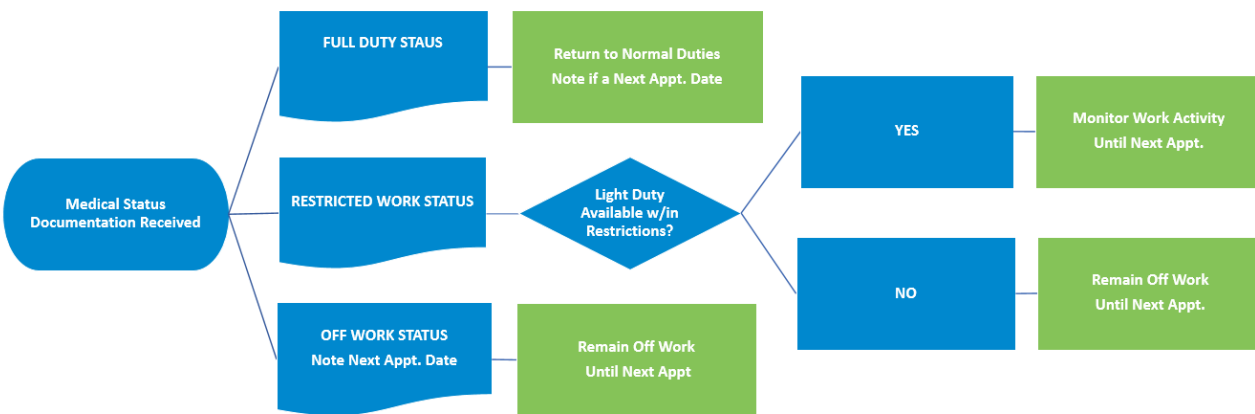 FULL DUTY STAUS
Return to Normal Duties
Note if a Next Appt. Date
YES
Monitor Work Activity
Until Next Appt.
Medical Status
Documentation Received
RESTRICTED WORK STATUS
Light Duty
Available w/in
Restrictions?
NO
Remain Off Work
Until Next Appt.
OFF WORK STATUS
Note Next Appt. Date
Remain Off Work
Until Next Appt